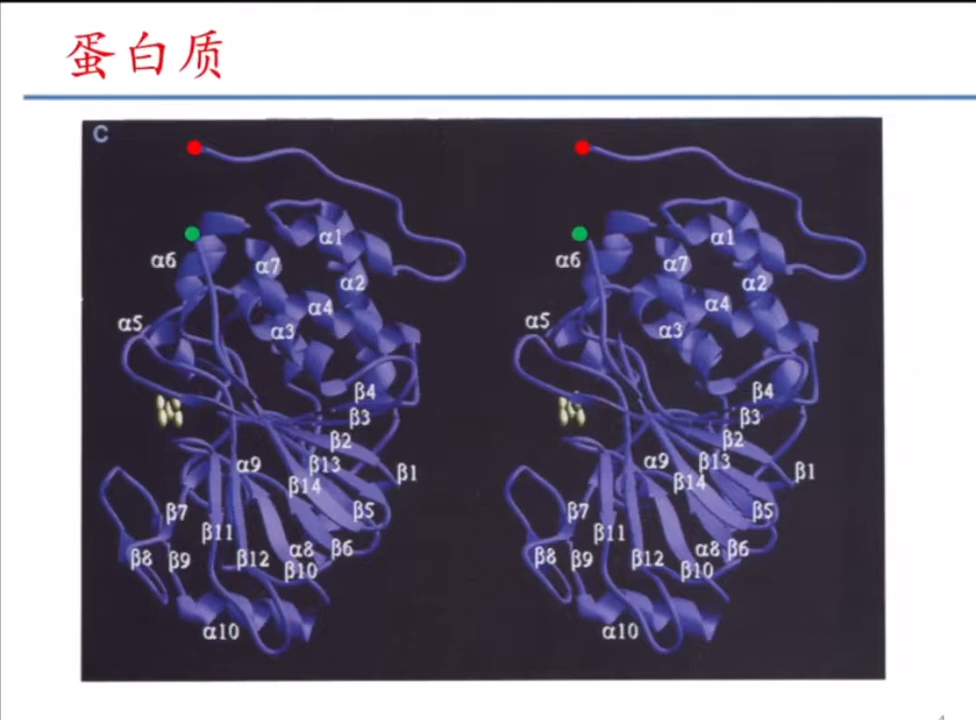 蛋白质
C
α1 α1
α6 α7 α6 α7
α2 α2
α4 α4
α5 α3 α5 α3
β4 β4
β3 β3
β2 β2
α9 β13 β1 α9 β13 β1
β14 β14
β7 β5 β7 β5
β11 β11
β8 β9 β12 α8 β6 β8 β9 β12 α8 β6
β10 β10
α10 α10